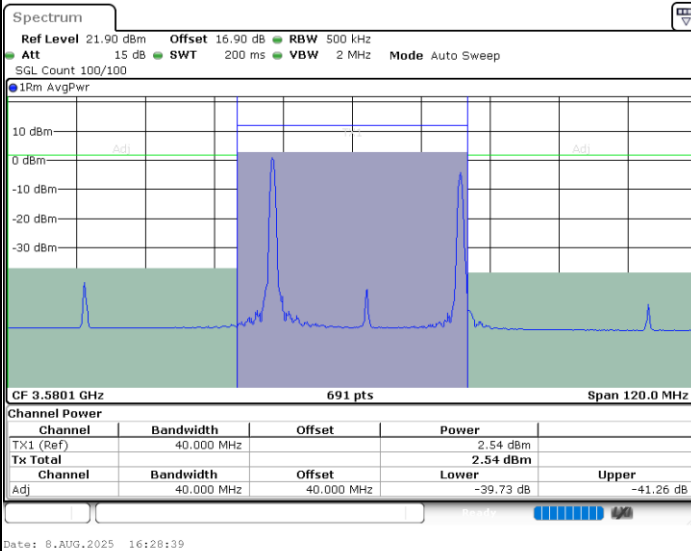 Spectrum
Ref Level 21.90 dBm Offset 16.90 dB RBW 500 kHz
Att 15 dB SWT 200 ms VBW 2 MHz Mode Auto Sweep
SGL Count 100/100
1Rm AvgPwr
10 dBm
Adj Adj
0 dBm
-10 dBm
-20 dBm
-30 dBm
CF 3.5801 GHz 691 pts Span 120.0 MHz
Channel Power
Channel Bandwidth Offset Power
TX1 (Ref) 40.000 MHz 2.54 dBm
Tx Total 2.54 dBm
Channel Bandwidth Offset Lower Upper
Adj 40.000 MHz 40.000 MHz -39.73 dB -41.26 dB
Ready
Date: 8.AUG.2025 16:28:39